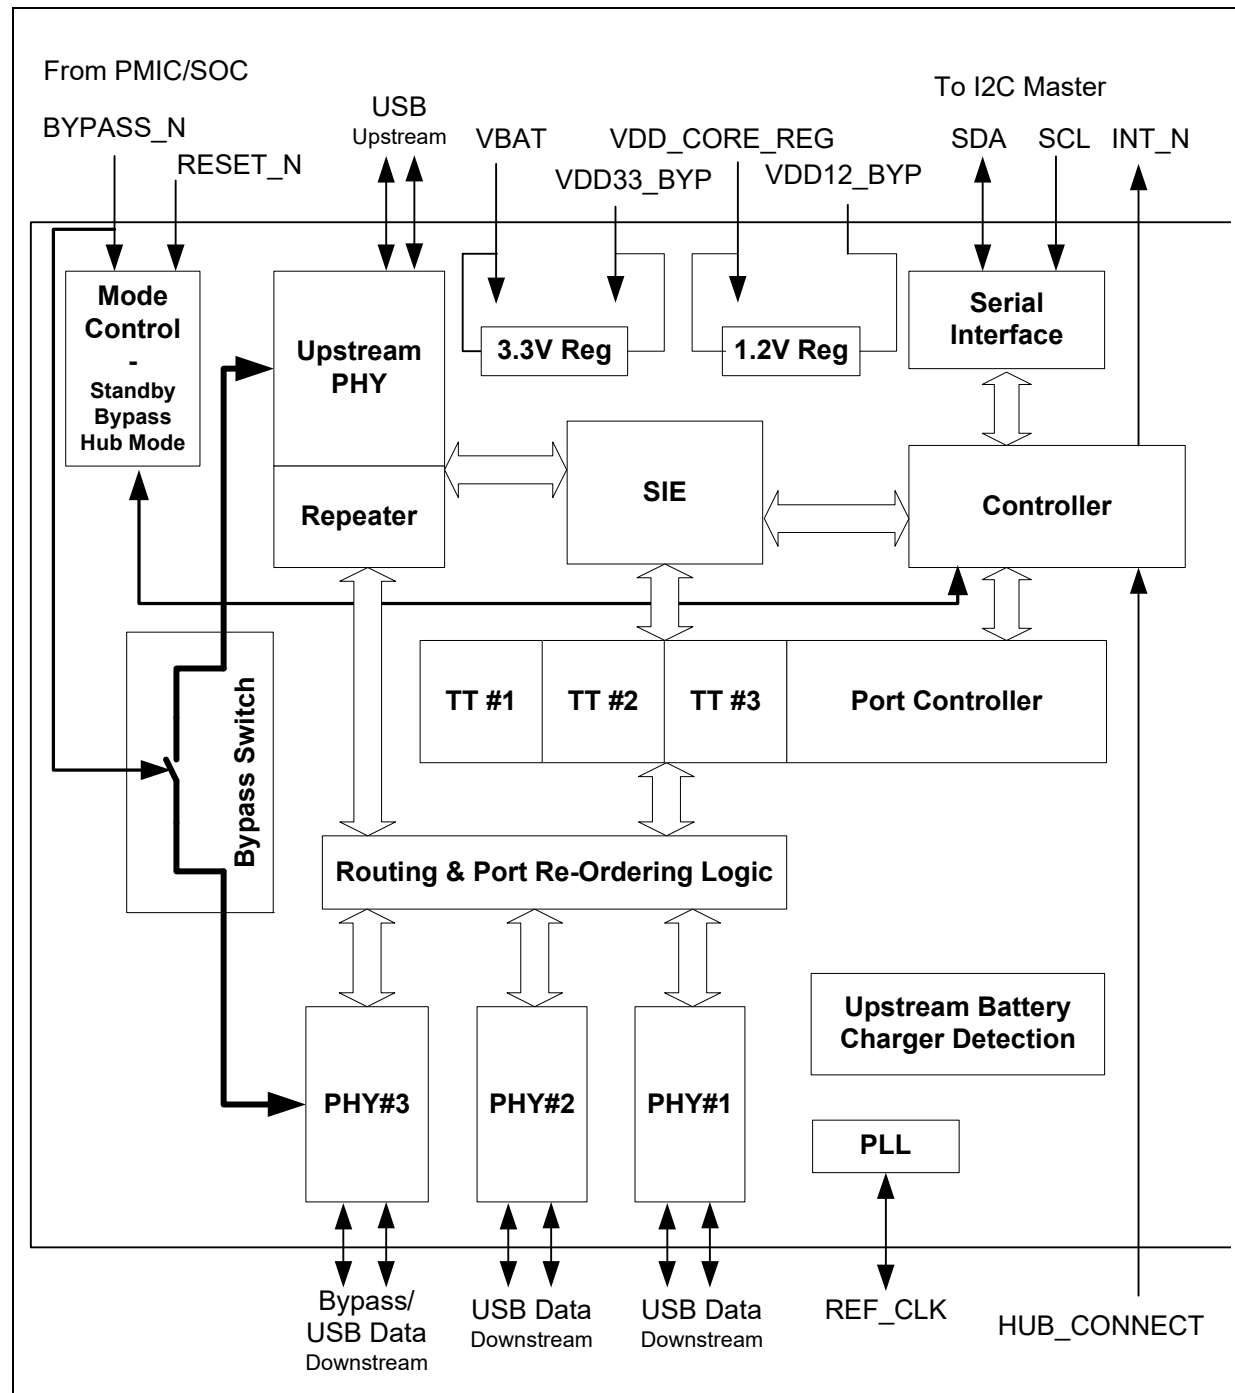 From PMIC/SOC
BYPASS_N
RESET_N
USB
Upstream
VBAT
VDD33_BYP
VDD_CORE_REG
VDD12_BYP
To I2C Master
SDA
SCL
INT_N
Mode
Control
-
Standby
Bypass
Hub Mode
Upstream
PHY
Repeater
3.3V Reg
1.2V Reg
Serial
Interface
SIE
Controller
Bypass Switch
TT #1
TT #2
TT #3
Port Controller
Routing & Port Re-Ordering Logic
PHY#3
PHY#2
PHY#1
Upstream Battery
Charger Detection
PLL
Bypass/
USB Data
Downstream
USB Data
Downstream
USB Data
Downstream
REF_CLK
HUB_CONNECT